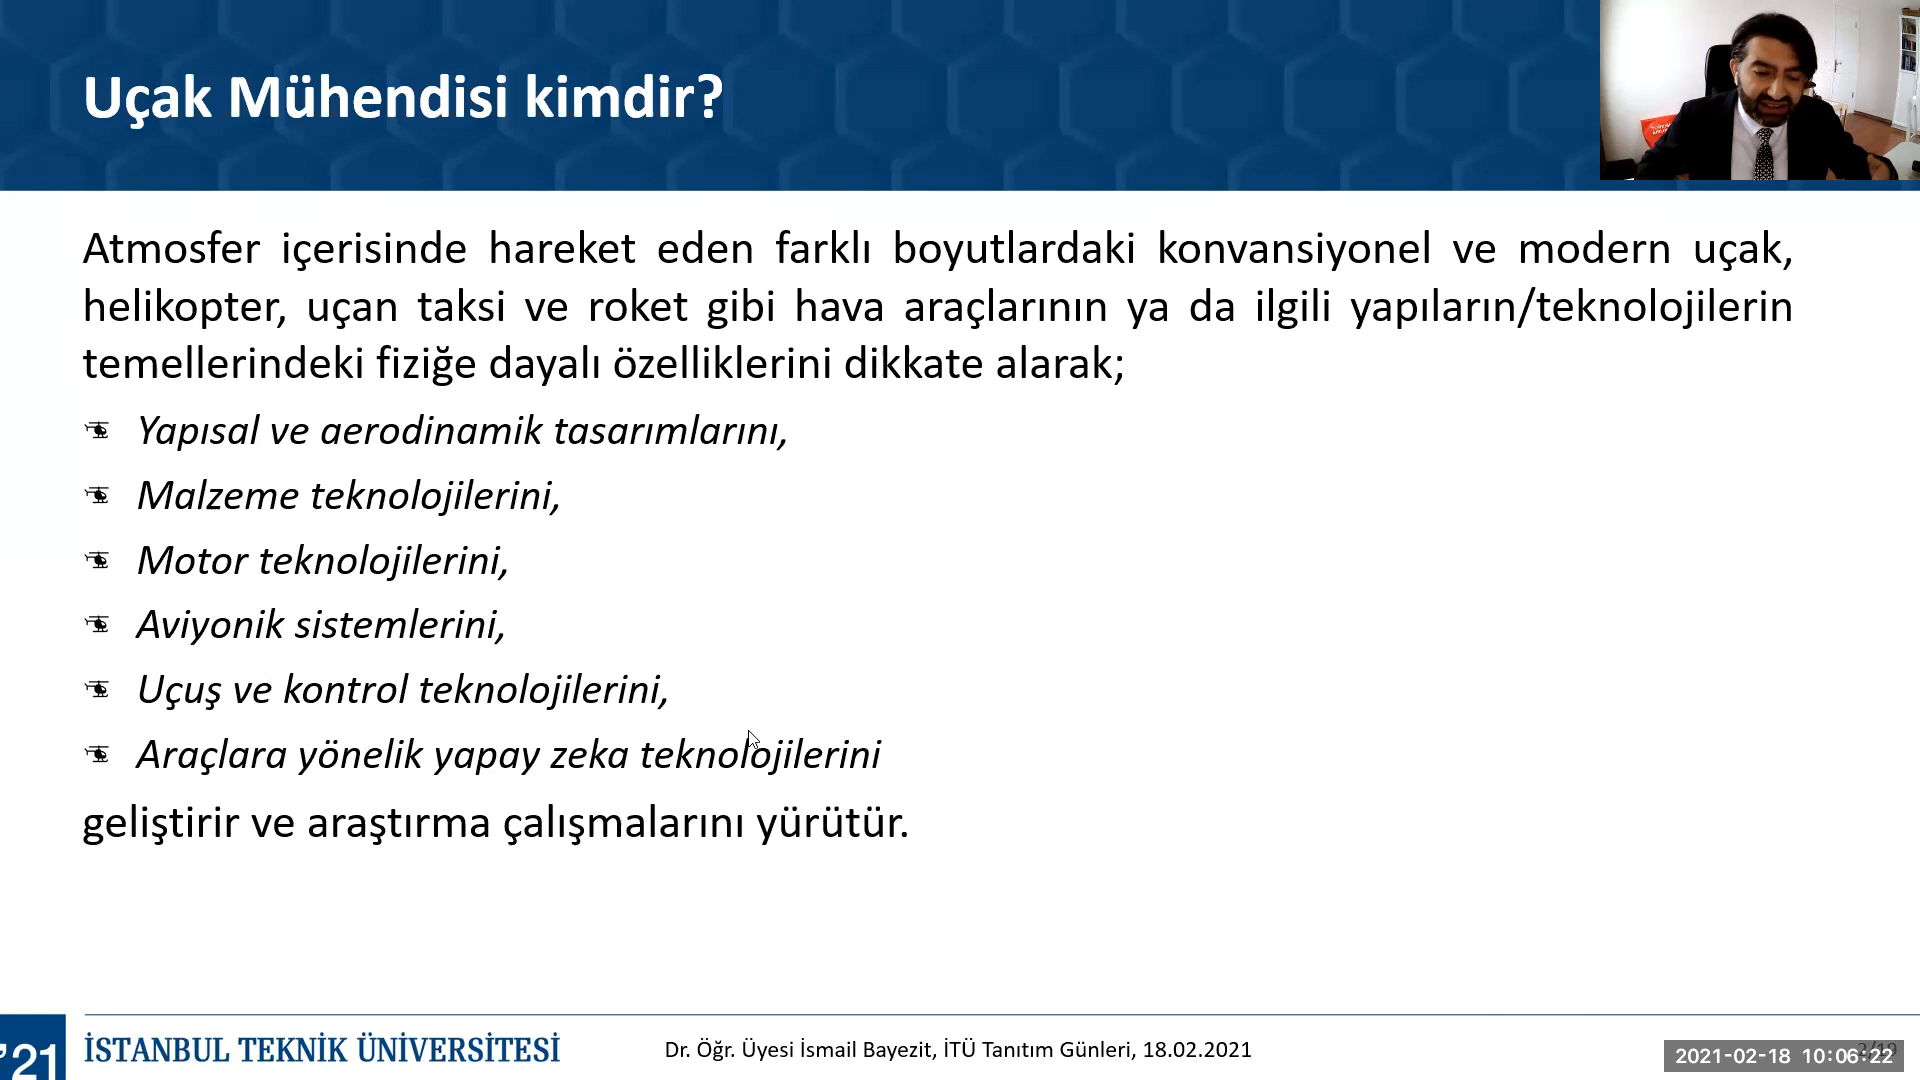 Uçak Mühendisi kimdir?
Atmosfer içerisinde hareket eden farklı boyutlardaki konvansiyonel ve modern uçak,
helikopter, uçan taksi ve roket gibi hava araçlarının ya da ilgili yapıların/teknolojilerin
temellerindeki fiziğe dayalı özelliklerini dikkate alarak;
Yapısal ve aerodinamik tasarımlarını,
Malzeme teknolojilerini,
Motor teknolojilerini,
Aviyonik sistemlerini,
Uçuş ve kontrol teknolojilerini,
Araçlara yönelik yapay zeka teknolojilerini
geliştirir ve araştırma çalışmalarını yürütür.
’21
İSTANBUL TEKNİK ÜNİVERSİTESİ
Dr. Öğr. Üyesi İsmail Bayezit, İTÜ Tanıtım Günleri, 18.02.2021
2021-02-18 10:06:22